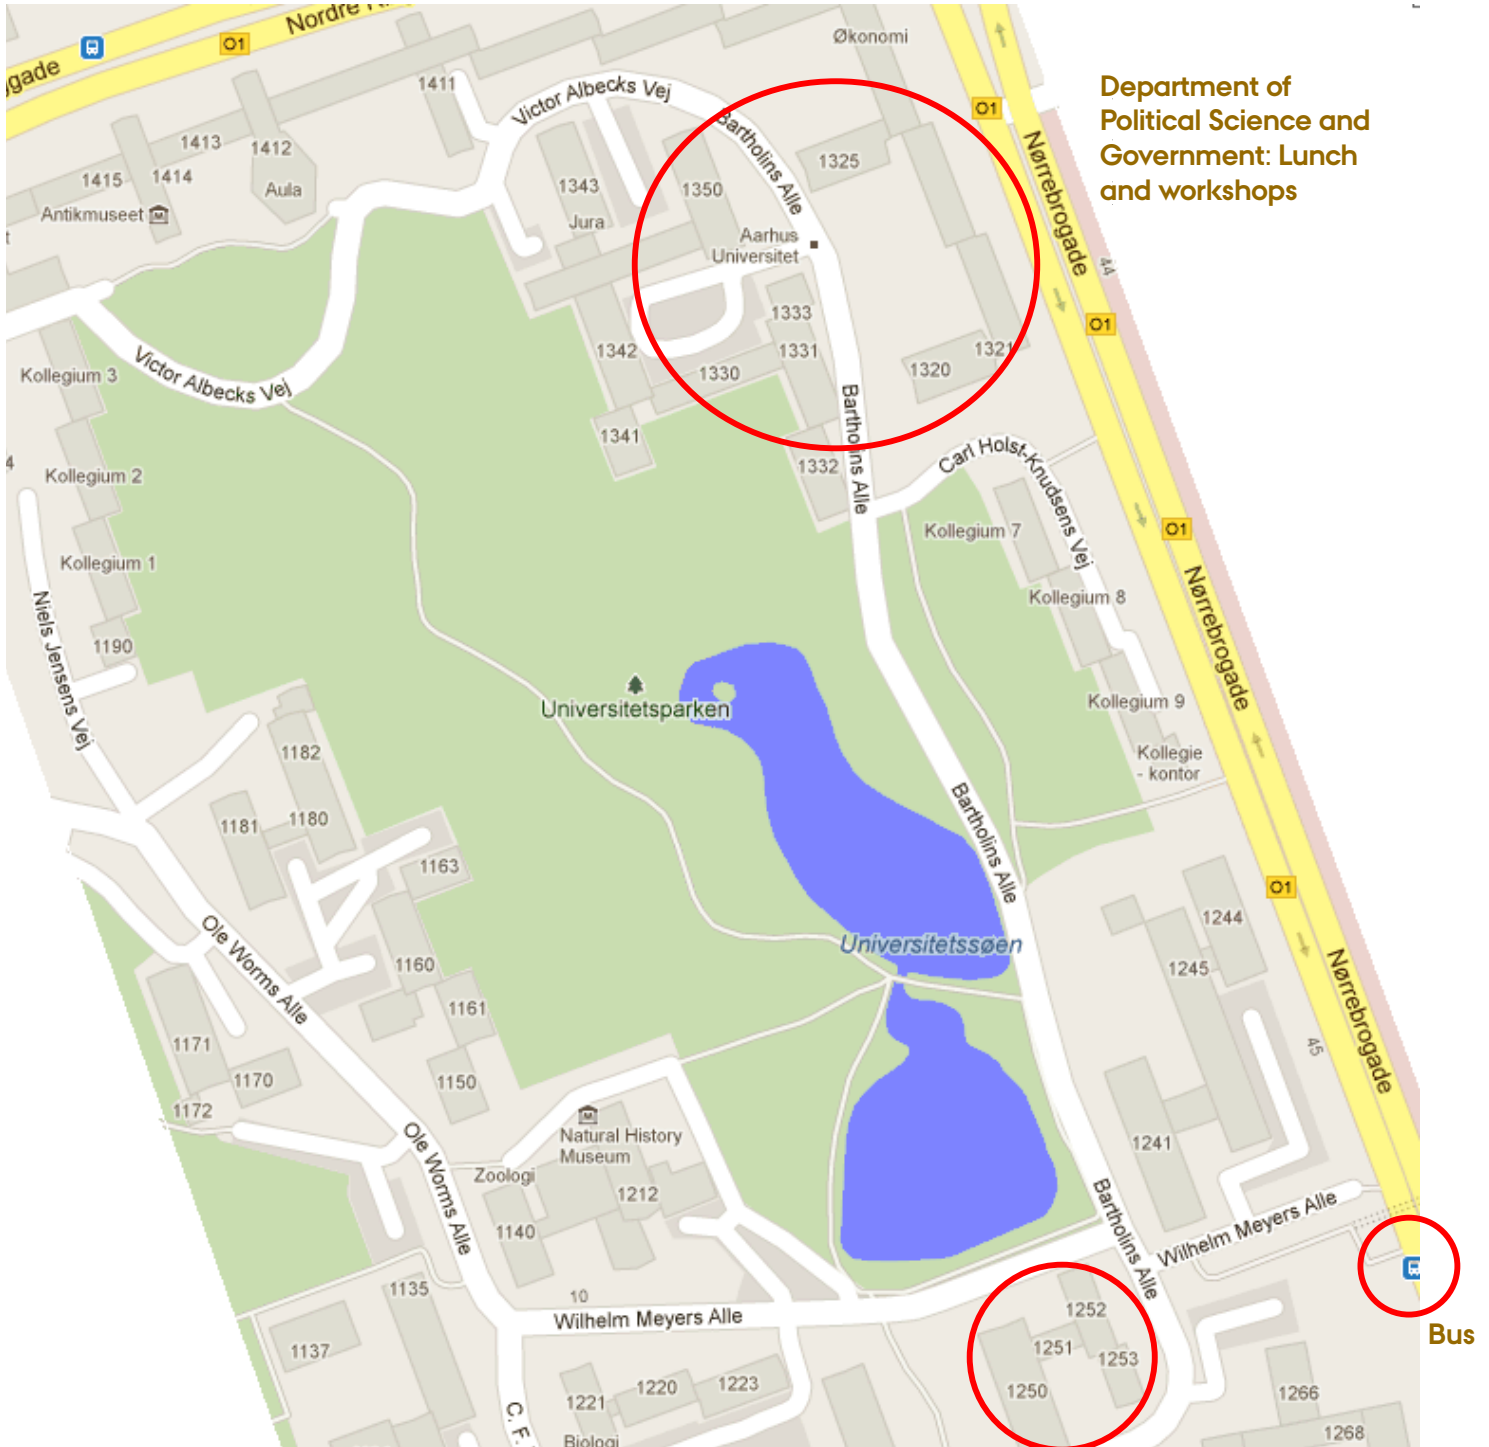 Nordre
O1
gade
Økonomi
Department of
Political Science and
Government: Lunch
and workshops
1411
Victor Albecks Vej
Bartholins Alle
O1
Nørrebrogade
1413
1412
1415
1414
Aula
Antikmuseet
M
1343
Jura
1350
1325
Aarhus
Universitet
44
O1
1333
1331
1342
1330
1320
1321
Kollegium 3
Victor Albecks Vej
Bartholins Alle
1341
1332
Carl Holst-Knudsens Vej
4
Kollegium 2
Kollegium 7
O1
Kollegium 1
Niels Jensens Vej
Kollegium 8
Nørrebrogade
1190
Universitetsparken
Kollegium 9
Kollegie
- kontor
1182
1181
1180
Bartholins Alle
1163
O1
1244
Ole Worms Alle
Universitetssøen
1245
Nørrebrogade
1160
1161
45
1171
1170
1150
1172
M
Natural History
Museum
Zoologi
1212
1241
Ole Worms Alle
1140
Bartholins Alle
Wilhelm Meyers Alle
1135
10
Wilhelm Meyers Alle
1252
Bus
1137
1251
1253
1250
1220
1223
1221
1266
C. F.
Biologi
1268